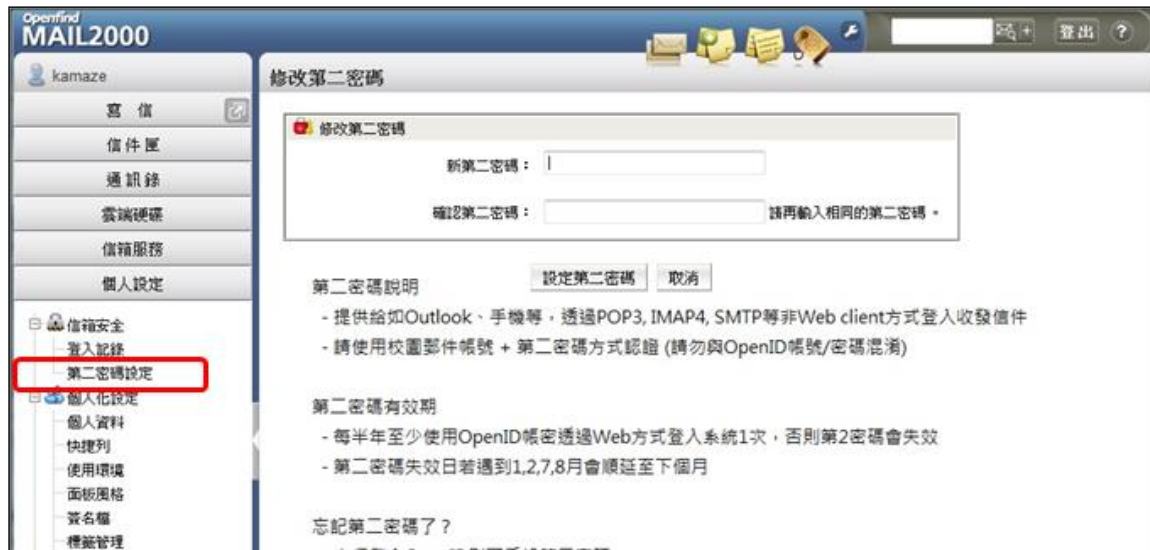 Openfind
MAIL2000
登出 ?
kamaze
修改第二密碼
寫 信
信件匣
通訊錄
雲端硬碟
信箱服務
個人設定
信箱安全
登入記錄
第二密碼設定
個人化設定
個人資料
快捷列
使用環境
面板風格
簽名檔
標籤管理
修改第二密碼
新第二密碼：
確認第二密碼： 請再輸入相同的第二密碼。
設定第二密碼 取消
第二密碼說明
- 提供給如Outlook、手機等，透過POP3, IMAP4, SMTP等非Web client方式登入收發信件
- 請使用校園郵件帳號 + 第二密碼方式認證 (請勿與OpenID帳號/密碼混淆)
第二密碼有效期
- 每半年至少使用OpenID帳密透過Web方式登入系統1次，否則第2密碼會失效
- 第二密碼失效日若遇到1,2,7,8月會順延至下個月
忘記第二密碼了？